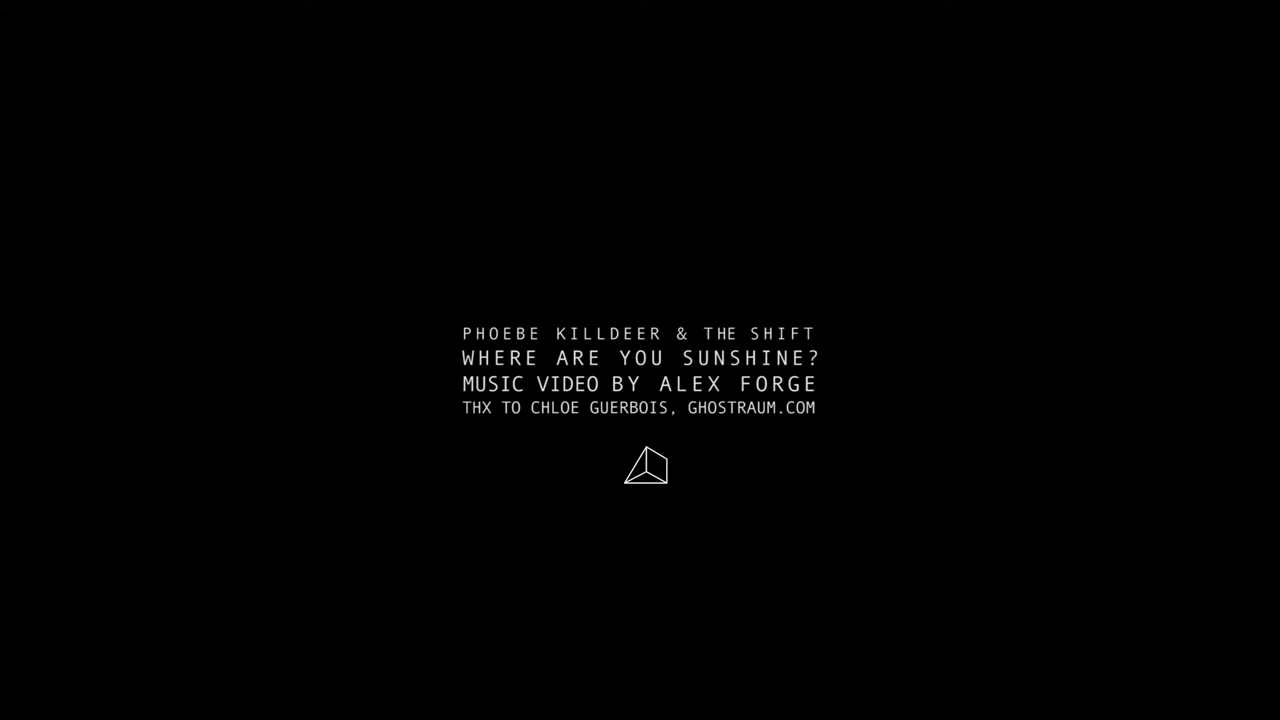 PHOEBE KILLDEER & THE SHIFT
WHERE ARE YOU SUNSHINE?
MUSIC VIDEO BY ALEX FORGE
THX TO CHLOE GUERBOIS, GHOSTRAUM.COM